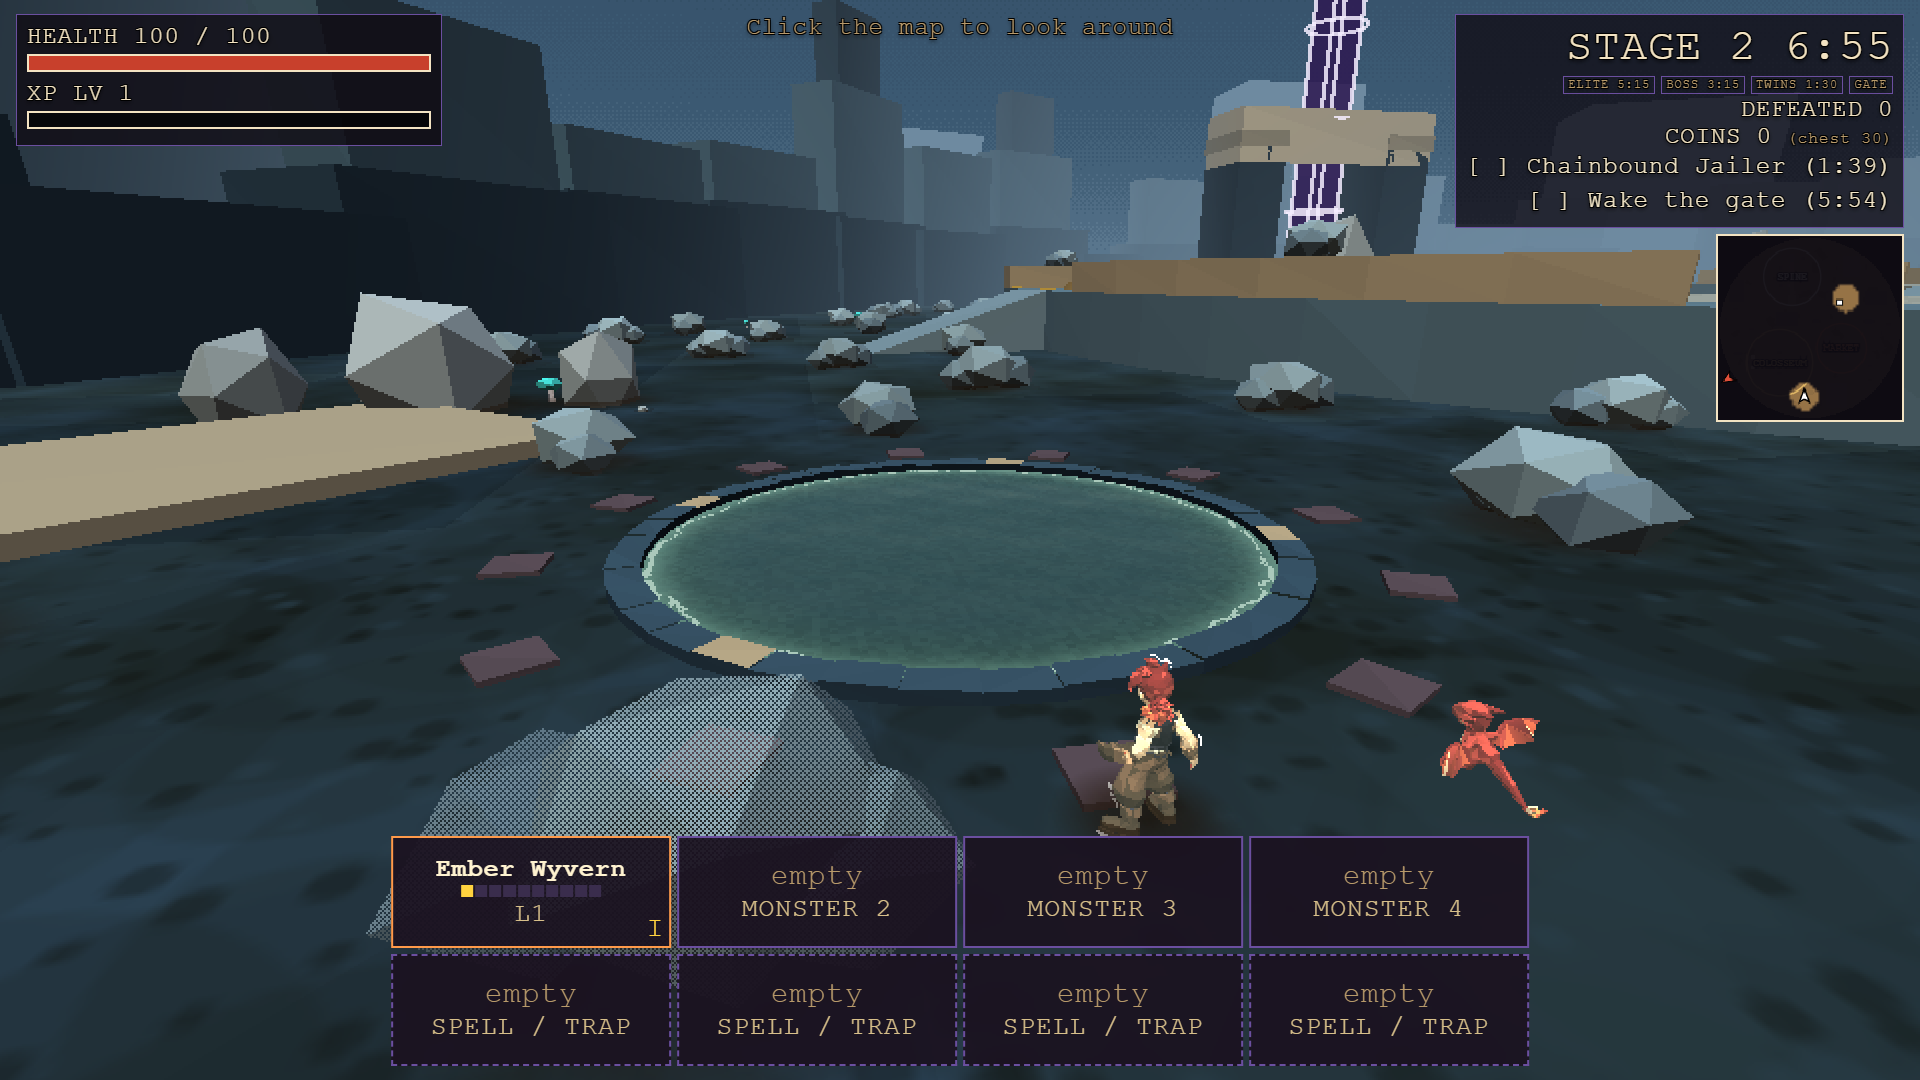 HEALTH 100 / 100
XP LV 1
Click the map to look around
STAGE 2 6:55
ELITE 5:15 BOSS 3:15 TWINS 1:30 GATE
DEFEATED 0
COINS 0 (chest 30)
[ ] Chainbound Jailer (1:39)
[ ] Wake the gate (5:54)
Ember Wyvern
L1
I
empty
MONSTER 2
empty
MONSTER 3
empty
MONSTER 4
empty
SPELL / TRAP
empty
SPELL / TRAP
empty
SPELL / TRAP
empty
SPELL / TRAP